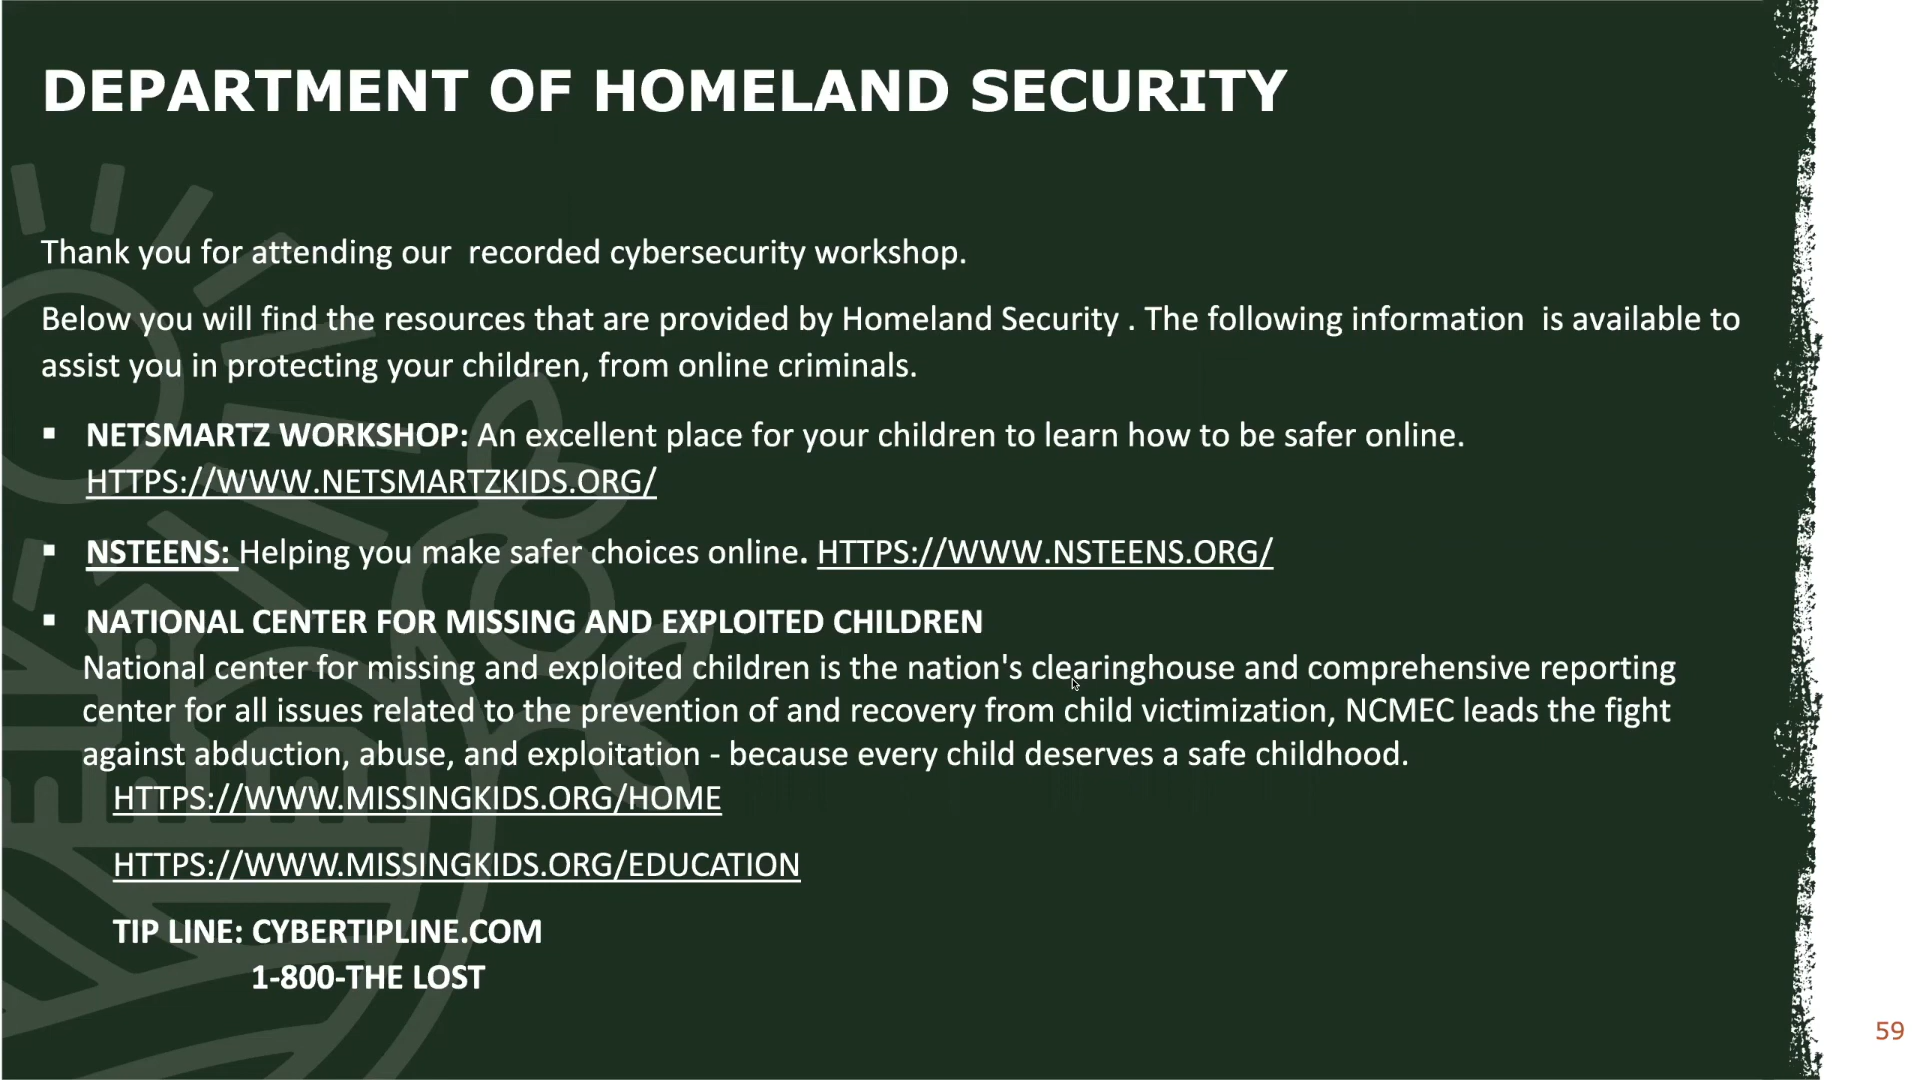 DEPARTMENT OF HOMELAND SECURITY
Thank you for attending our  recorded cybersecurity workshop.
Below you will find the resources that are provided by Homeland Security . The following information  is available to
assist you in protecting your children, from online criminals.
▪ NETSMARTZ WORKSHOP: An excellent place for your children to learn how to be safer online.
HTTPS://WWW.NETSMARTZKIDS.ORG/
▪ NSTEENS: Helping you make safer choices online. HTTPS://WWW.NSTEENS.ORG/
▪ NATIONAL CENTER FOR MISSING AND EXPLOITED CHILDREN
National center for missing and exploited children is the nation's clearinghouse and comprehensive reporting
center for all issues related to the prevention of and recovery from child victimization, NCMEC leads the fight
against abduction, abuse, and exploitation - because every child deserves a safe childhood.
HTTPS://WWW.MISSINGKIDS.ORG/HOME
HTTPS://WWW.MISSINGKIDS.ORG/EDUCATION
TIP LINE: CYBERTIPLINE.COM
1-800-THE LOST
59